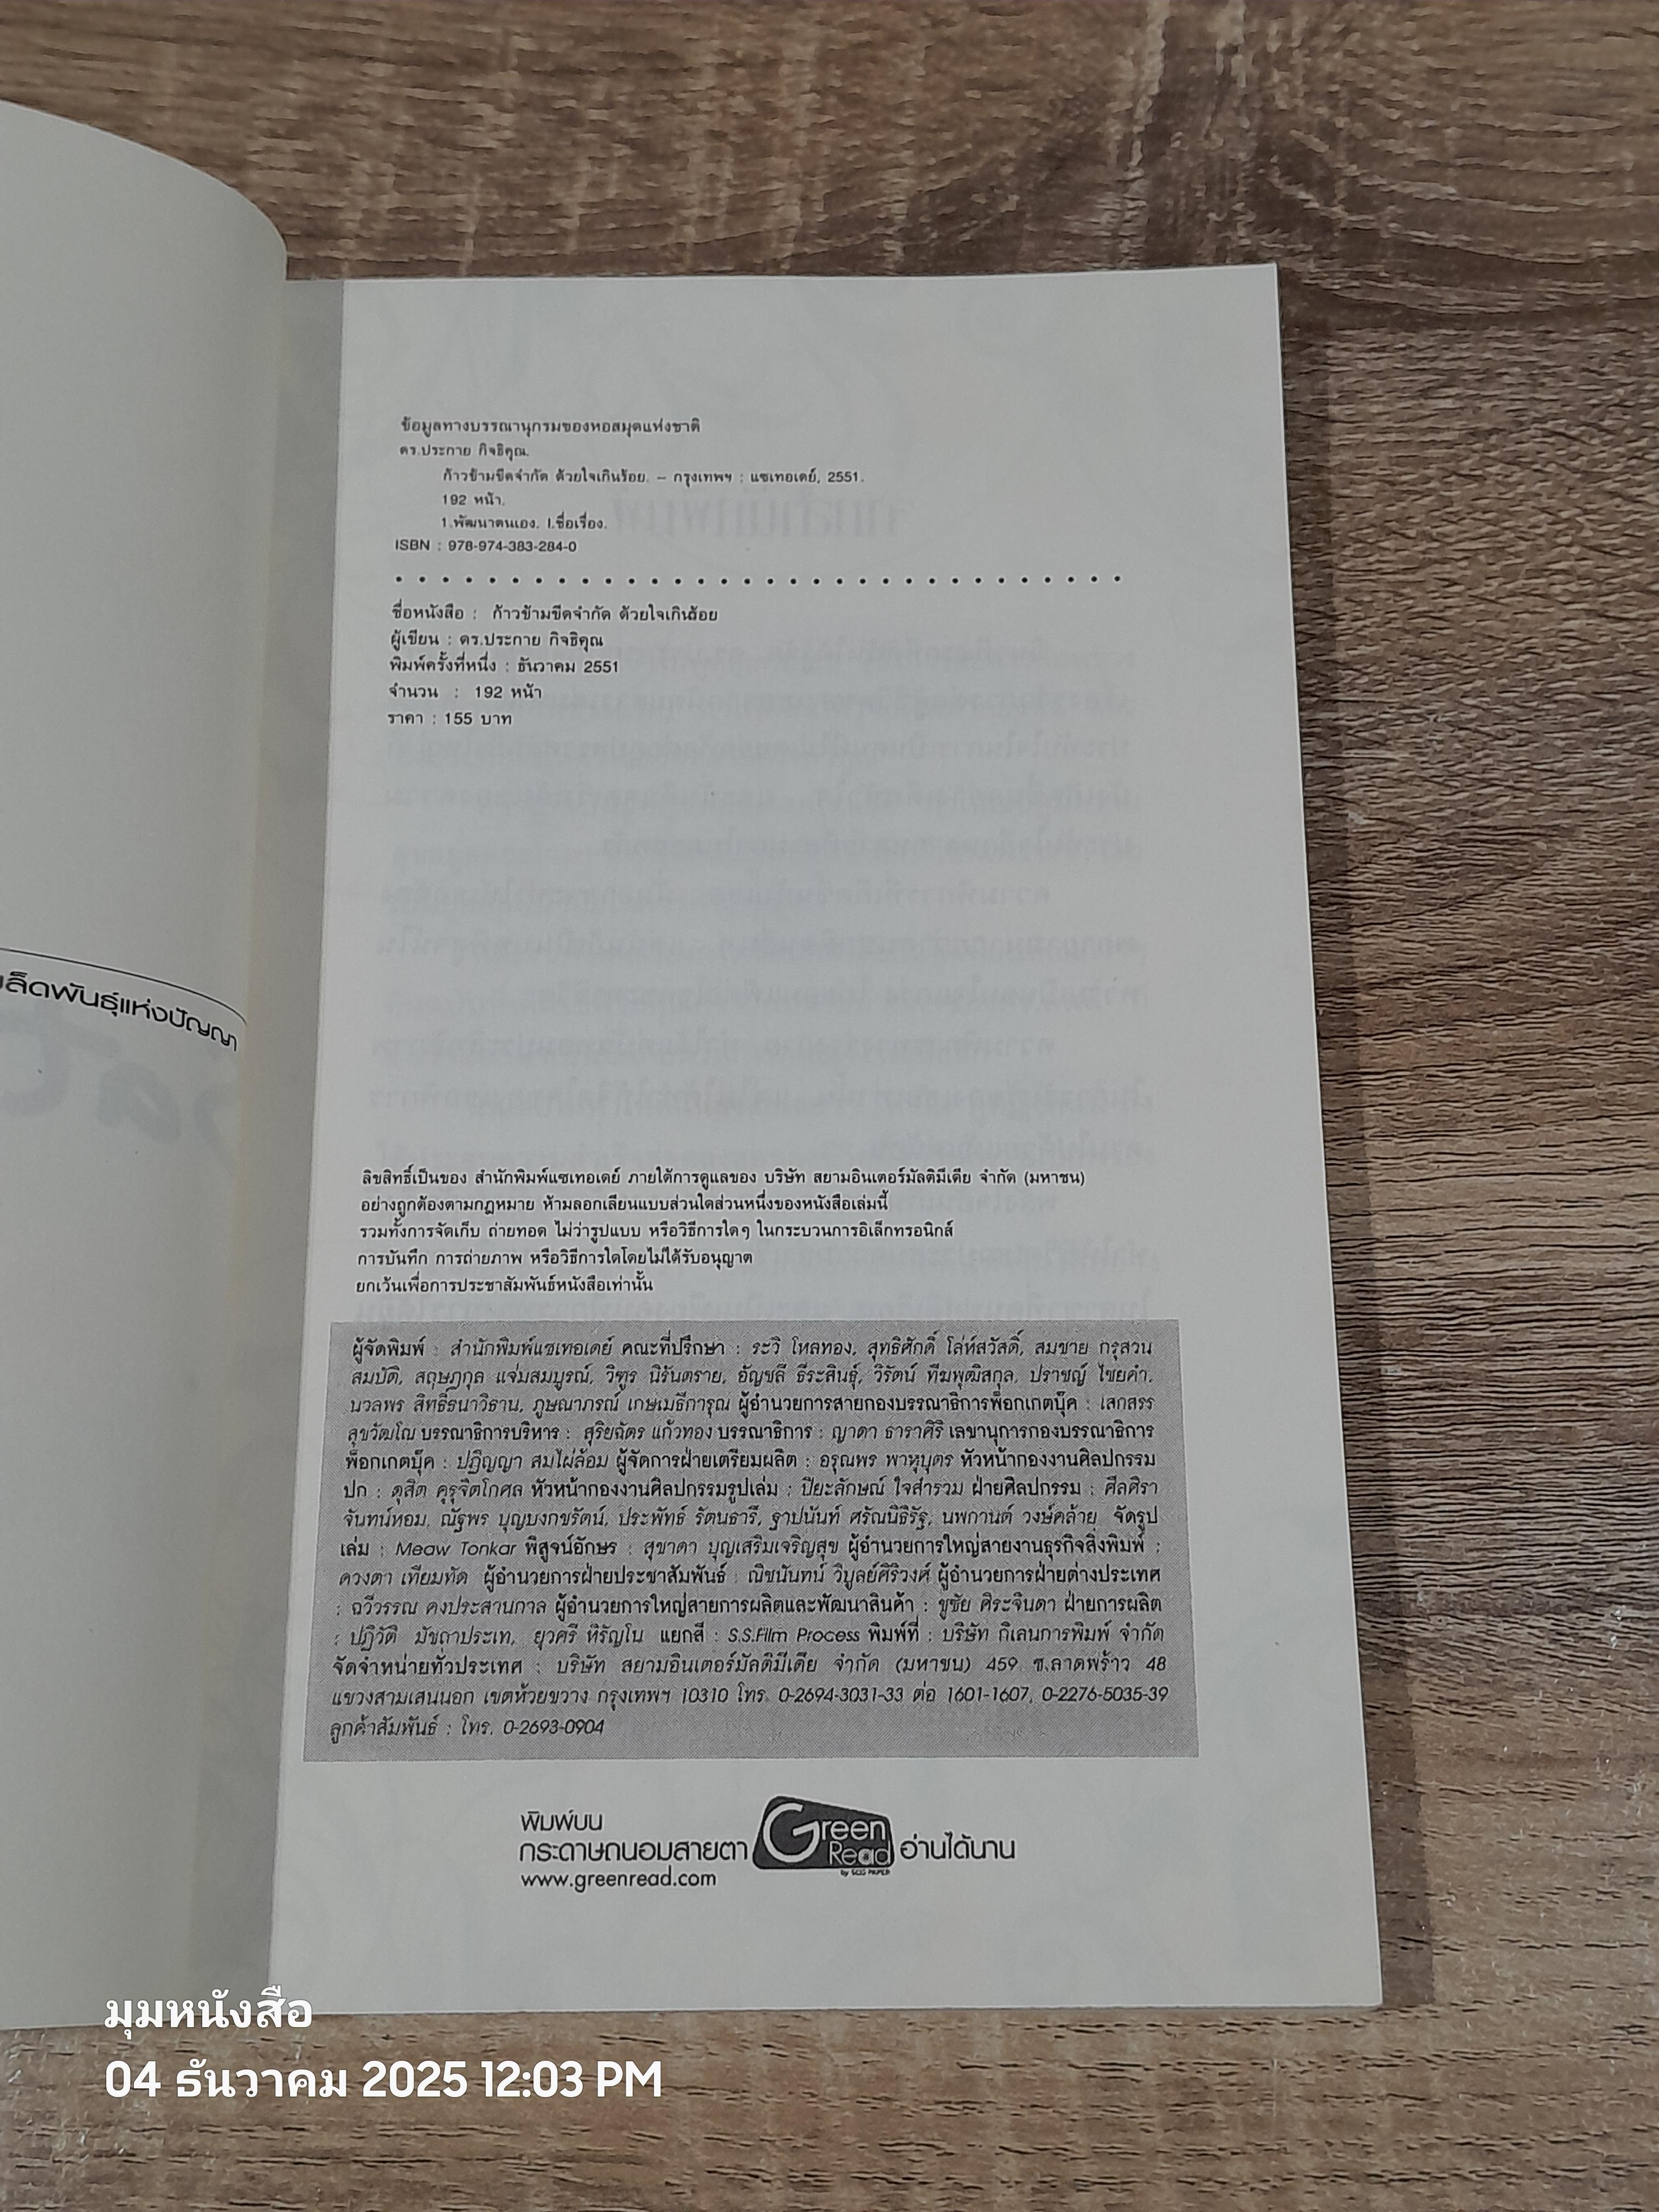 ล็ดพันธุ์แห่งปัญญา
ข้อมูลทางบรรณานุกรมของหอสมุดแห่งชาติ
ดร.ประกาย กิจธิคุณ.
ก้าวข้ามขีดจำกัด ด้วยใจเกินร้อย. – กรุงเทพฯ : แซทเอเดย์, 2551.
192 หน้า.
1.พัฒนาตนเอง. I.ชื่อเรื่อง.
ISBN : 978-974-383-284-0
ชื่อหนังสือ : ก้าวข้ามขีดจำกัด ด้วยใจเกินร้อย
ผู้เขียน : ดร.ประกาย กิจธิคุณ
พิมพ์ครั้งที่หนึ่ง : ธันวาคม 2551
จำนวน : 192 หน้า
ราคา : 155 บาท
ลิขสิทธิ์เป็นของ สำนักพิมพ์แซทเอเดย์ ภายใต้การดูแลของ บริษัท สยามอินเตอร์มัลติมีเดีย จำกัด (มหาชน)
อย่างถูกต้องตามกฎหมาย ห้ามลอกเลียนแบบส่วนใดส่วนหนึ่งของหนังสือเล่มนี้
รวมทั้งการจัดเก็บ ถ่ายทอด ไม่ว่ารูปแบบ หรือวิธีการใดๆ ในกระบวนการอิเล็กทรอนิกส์
การบันทึก การถ่ายภาพ หรือวิธีการใดโดยไม่ได้รับอนุญาต
ยกเว้นเพื่อการประชาสัมพันธ์หนังสือเท่านั้น
ผู้จัดพิมพ์ : สำนักพิมพ์แซทเอเดย์ คณะที่ปรึกษา : ระวิ โหลทอง, สุทธิศักดิ์ โล่ห์สวัสดิ์, สมชาย กรุสวน
สมบัติ, สฤษฎกุล แจ่มสมบูรณ์, วิฑูร นิรันตราย, อัญชลี ธีระสินธุ์, วิรัตน์ ทีฆพุฒิสกุล, ปราชญ์ ไชยคำ,
นวลพร สิทธิ์ธนาวิธาน, ภูษณาภรณ์ เกษเมธีการุณ ผู้อำนวยการสายกองบรรณาธิการพ็อกเกตบุ๊ค : เสกสรร
สุขวัฒโณ บรรณาธิการบริหาร : สุริยฉัตร แก้วทอง บรรณาธิการ : ญาดา ธาราศิริ เลขานุการกองบรรณาธิการ
พ็อกเกตบุ๊ค : ปฏิญญา สมไผ่ล้อม ผู้จัดการฝ่ายเตรียมผลิต : อรุณพร พาหุบุตร หัวหน้ากองงานศิลปกรรม
ปก : ดุสิต คุรุจิตโกศล หัวหน้ากองงานศิลปกรรมรูปเล่ม : ปิยะลักษณ์ ใจสำรวม ฝ่ายศิลปกรรม : ศีลศิรา
จันทน์หอม, ณัฐพร บุญบงกชรัตน์, ประพัทธ์ รัตนธารี, ฐาปนันท์ ศรัณนิธิรัฐ, นพกานต์ วงษ์คล้าย จัดรูป
เล่ม : Meaw Tonkar พิสูจน์อักษร : สุชาดา บุญเสริมเจริญสุข ผู้อำนวยการใหญ่สายงานธุรกิจสิ่งพิมพ์ :
ดวงตา เทียมทัด ผู้อำนวยการฝ่ายประชาสัมพันธ์ : ณิชนันทน์ วิบูลย์ศิริวงศ์ ผู้อำนวยการฝ่ายต่างประเทศ
: ฉวีวรรณ คงประสานกาล ผู้อำนวยการใหญ่สายการผลิตและพัฒนาสินค้า : ชูชัย ศิระจินดา ฝ่ายการผลิต
: ปฏิวัติ มัชฌาประเท, ยุวศรี หิรัญโน แยกสี : S.S.Film Process พิมพ์ที่ : บริษัท กิเลนการพิมพ์ จำกัด
จัดจำหน่ายทั่วประเทศ : บริษัท สยามอินเตอร์มัลติมีเดีย จำกัด (มหาชน) 459 ซ.ลาดพร้าว 48
แขวงสามเสนนอก เขตห้วยขวาง กรุงเทพฯ 10310 โทร. 0-2694-3031-33 ต่อ 1601-1607, 0-2276-5035-39
ลูกค้าสัมพันธ์ : โทร. 0-2693-0904
พิมพ์บน
กระดาษถนอมสายตา Green Read อ่านได้นาน
www.greenread.com
มุมหนังสือ
04 ธันวาคม 2025 12:03 PM